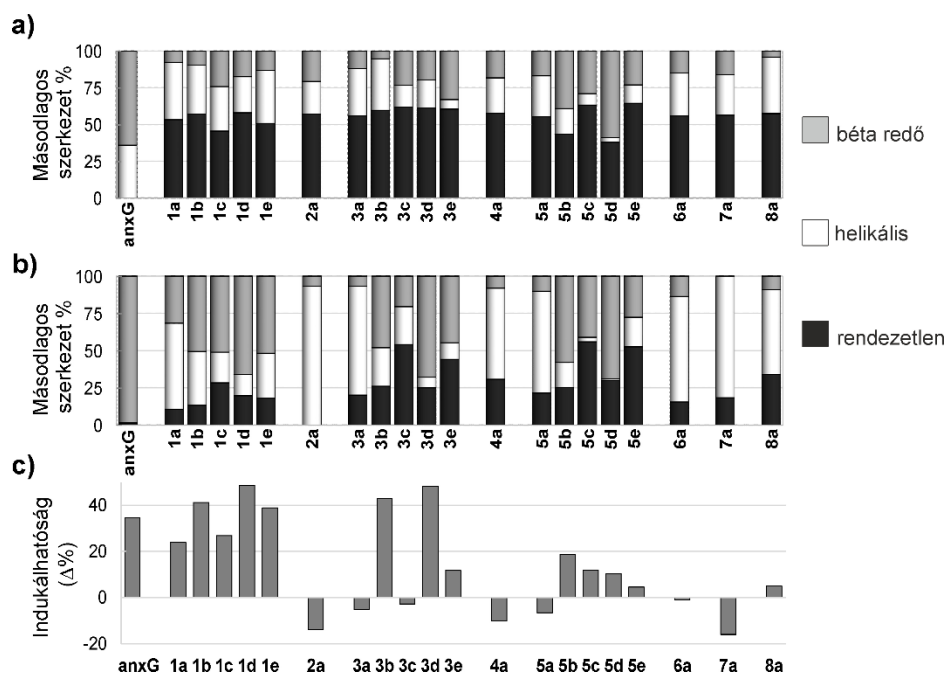 a)
Másodlagos
szerkezet %
100
75
50
25
0
anxG 1a 1b 1c 1d 1e 2a 3a 3b 3c 3d 3e 4a 5a 5b 5c 5d 5e 6a 7a 8a
béta redő
helikális
rendezetlen
b)
Másodlagos
szerkezet %
100
75
50
25
0
anxG 1a 1b 1c 1d 1e 2a 3a 3b 3c 3d 3e 4a 5a 5b 5c 5d 5e 6a 7a 8a
c)
Indukálhatóság
(Δ%)
40
20
0
-20
anxG 1a 1b 1c 1d 1e 2a 3a 3b 3c 3d 3e 4a 5a 5b 5c 5d 5e 6a 7a 8a